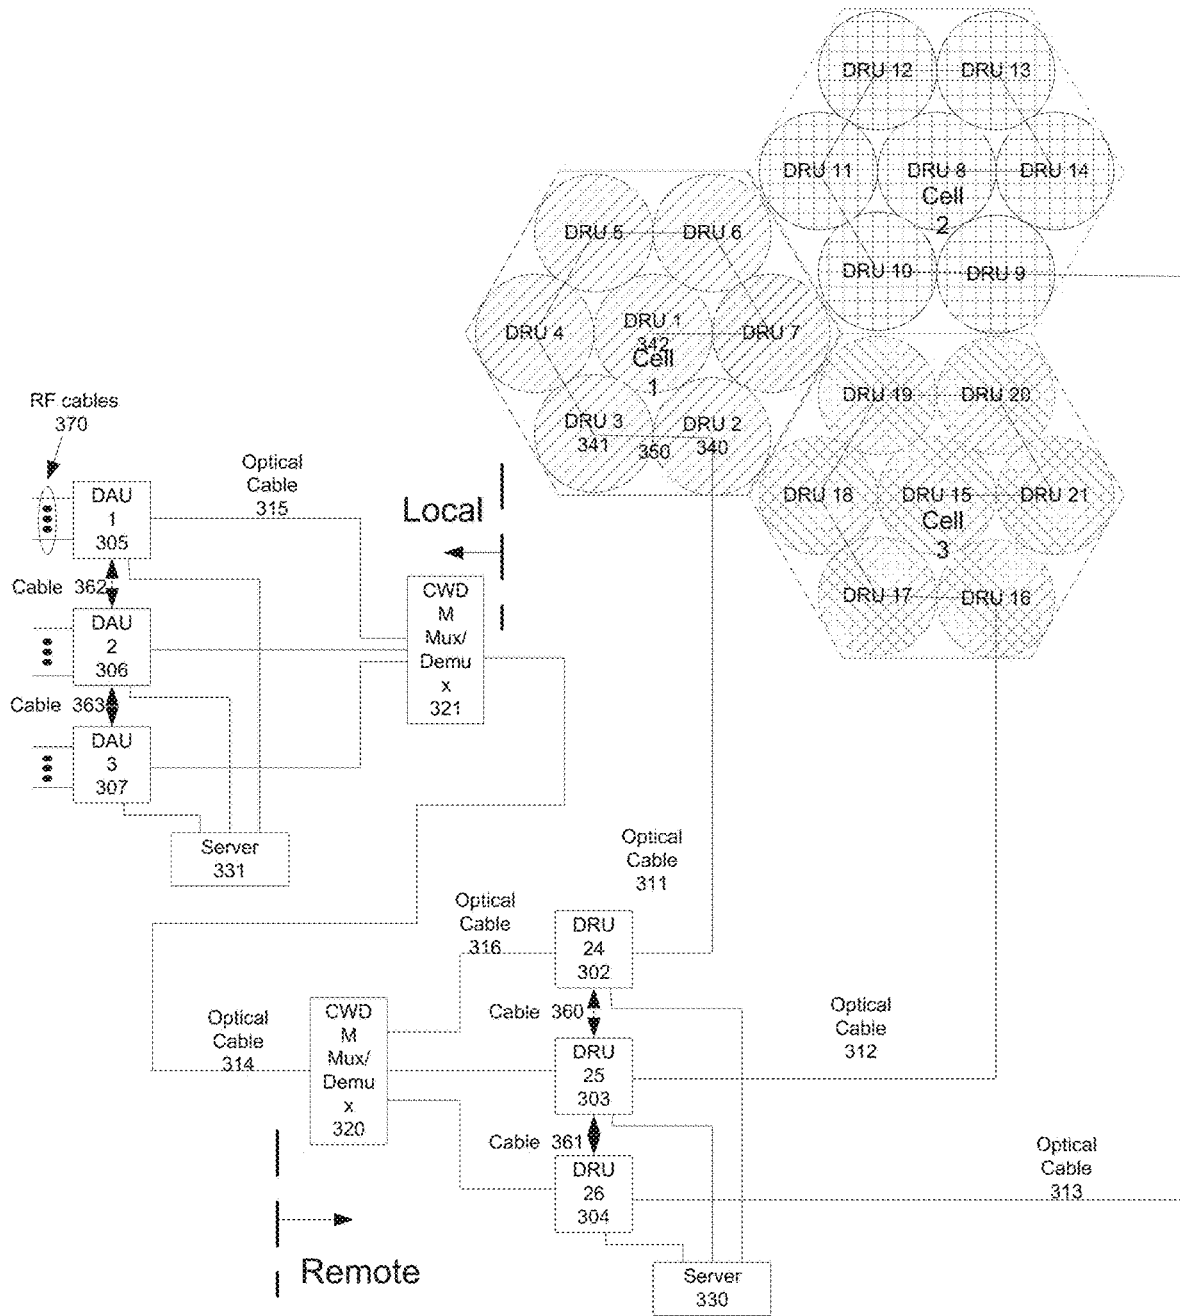 DRU 12
DRU 13
DRU 11
DRU 8
DRU 14
Cell
2
DRU 10
DRU 9
DRU 5
DRU 6
DRU 4
DRU 1
342
DRU 7
Cell
1
DRU 3
341
350
DRU 2
340
DRU 19
DRU 20
DRU 18
DRU 15
DRU 21
Cell
3
DRU 17
DRU 16
RF cables
370
DAU
1
305
Optical
Cable
315
Local
Cable 362
DAU
2
306
CWD
M
Mux/
Demu
x
321
Cable 363
DAU
3
307
Server
331
Optical
Cable
311
Optical
Cable
316
DRU
24
302
Optical
Cable
314
CWD
M
Mux/
Demu
x
320
Cable 360
DRU
25
303
Optical
Cable
312
Cable 361
DRU
26
304
Optical
Cable
313
Remote
Server
330